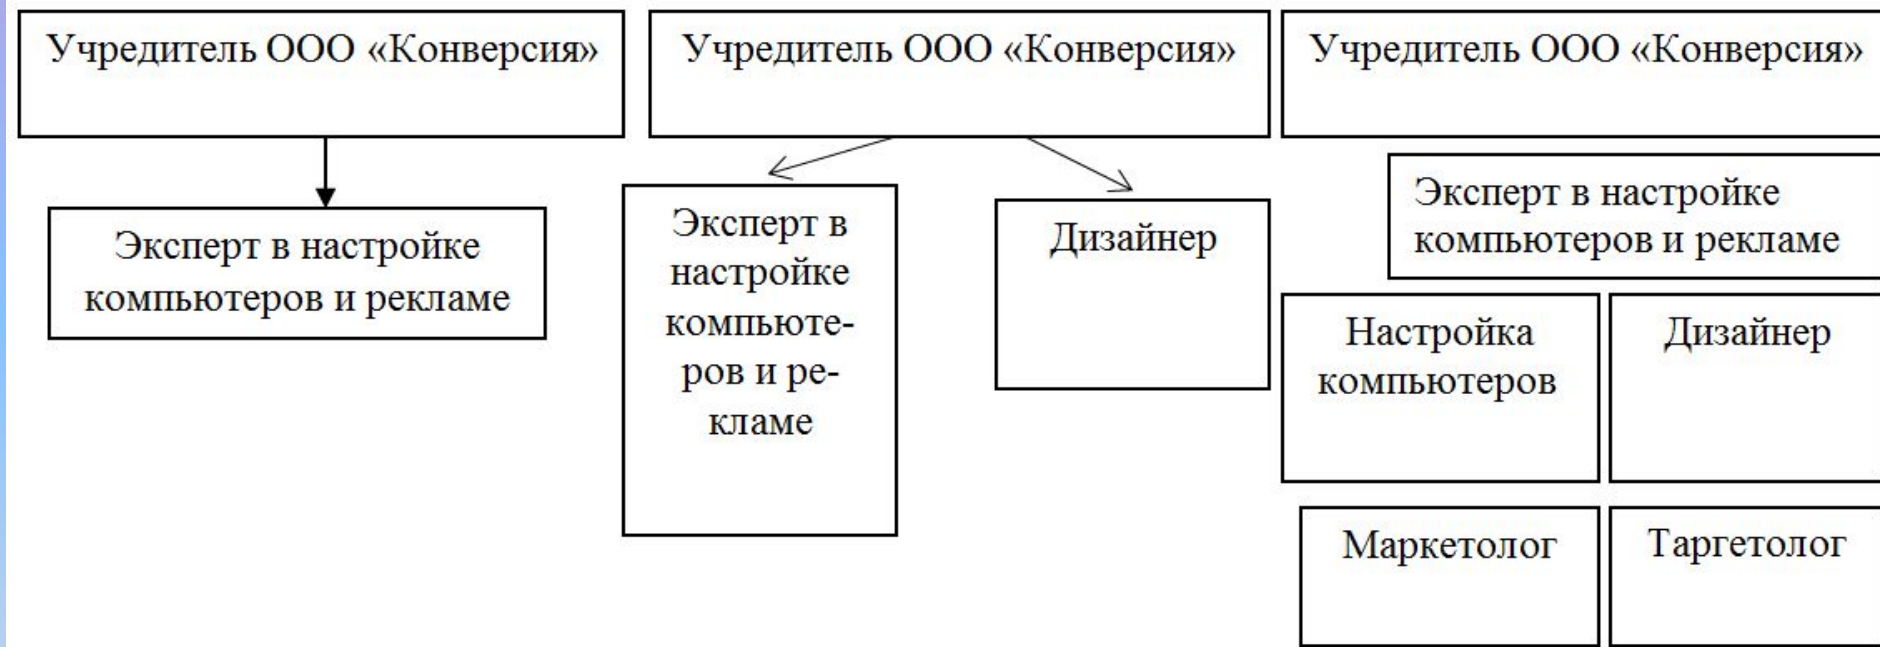 Учредитель ООО «Конверсия»
Эксперт в настройке
компьютеров и рекламе
Учредитель ООО «Конверсия»
Эксперт в
настройке
компьюте-
ров и ре-
кламе
Дизайнер
Учредитель ООО «Конверсия»
Эксперт в настройке
компьютеров и рекламе
Настройка
компьютеров
Дизайнер
Маркетолог
Таргетолог